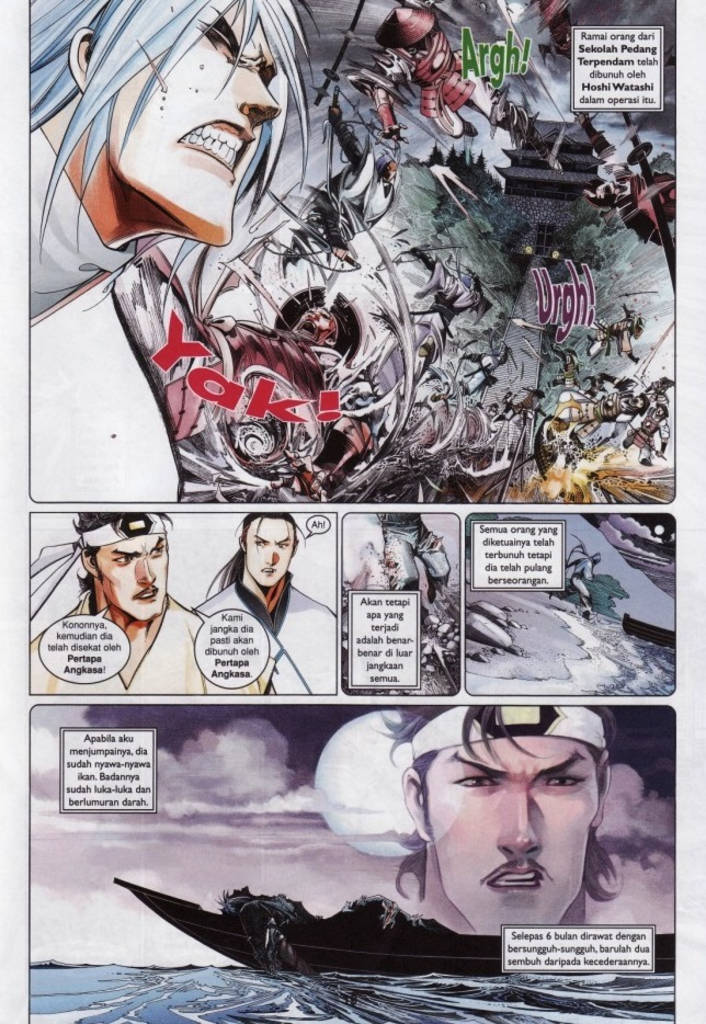 Ramai orang dari
Sekolah Pedang
Terpendam telah
dibunuh oleh
Hoshi Watashi
dalam operasi itu.
Argh!
Urgh!
Yak!
Ah!
Kononnya,
kemudian dia
telah disekat oleh
Pertapa
Angkasa!
Kami
jangka dia
pasti akan
dibunuh oleh
Pertapa
Angkasa.
Akan tetapi
apa yang
terjadi
adalah benar-
benar di luar
jangkaan
semua.
Semua orang yang
diketuainya telah
terbunuh tetapi
dia telah pulang
berseorangan.
Apabila aku
menjumpainya, dia
sudah nyawa-nyawa
ikan. Badannya
sudah luka-luka dan
berlumuran darah.
Selepas 6 bulan dirawat dengan
bersungguh-sungguh, barulah dia
sembuh daripada kecederaannya.